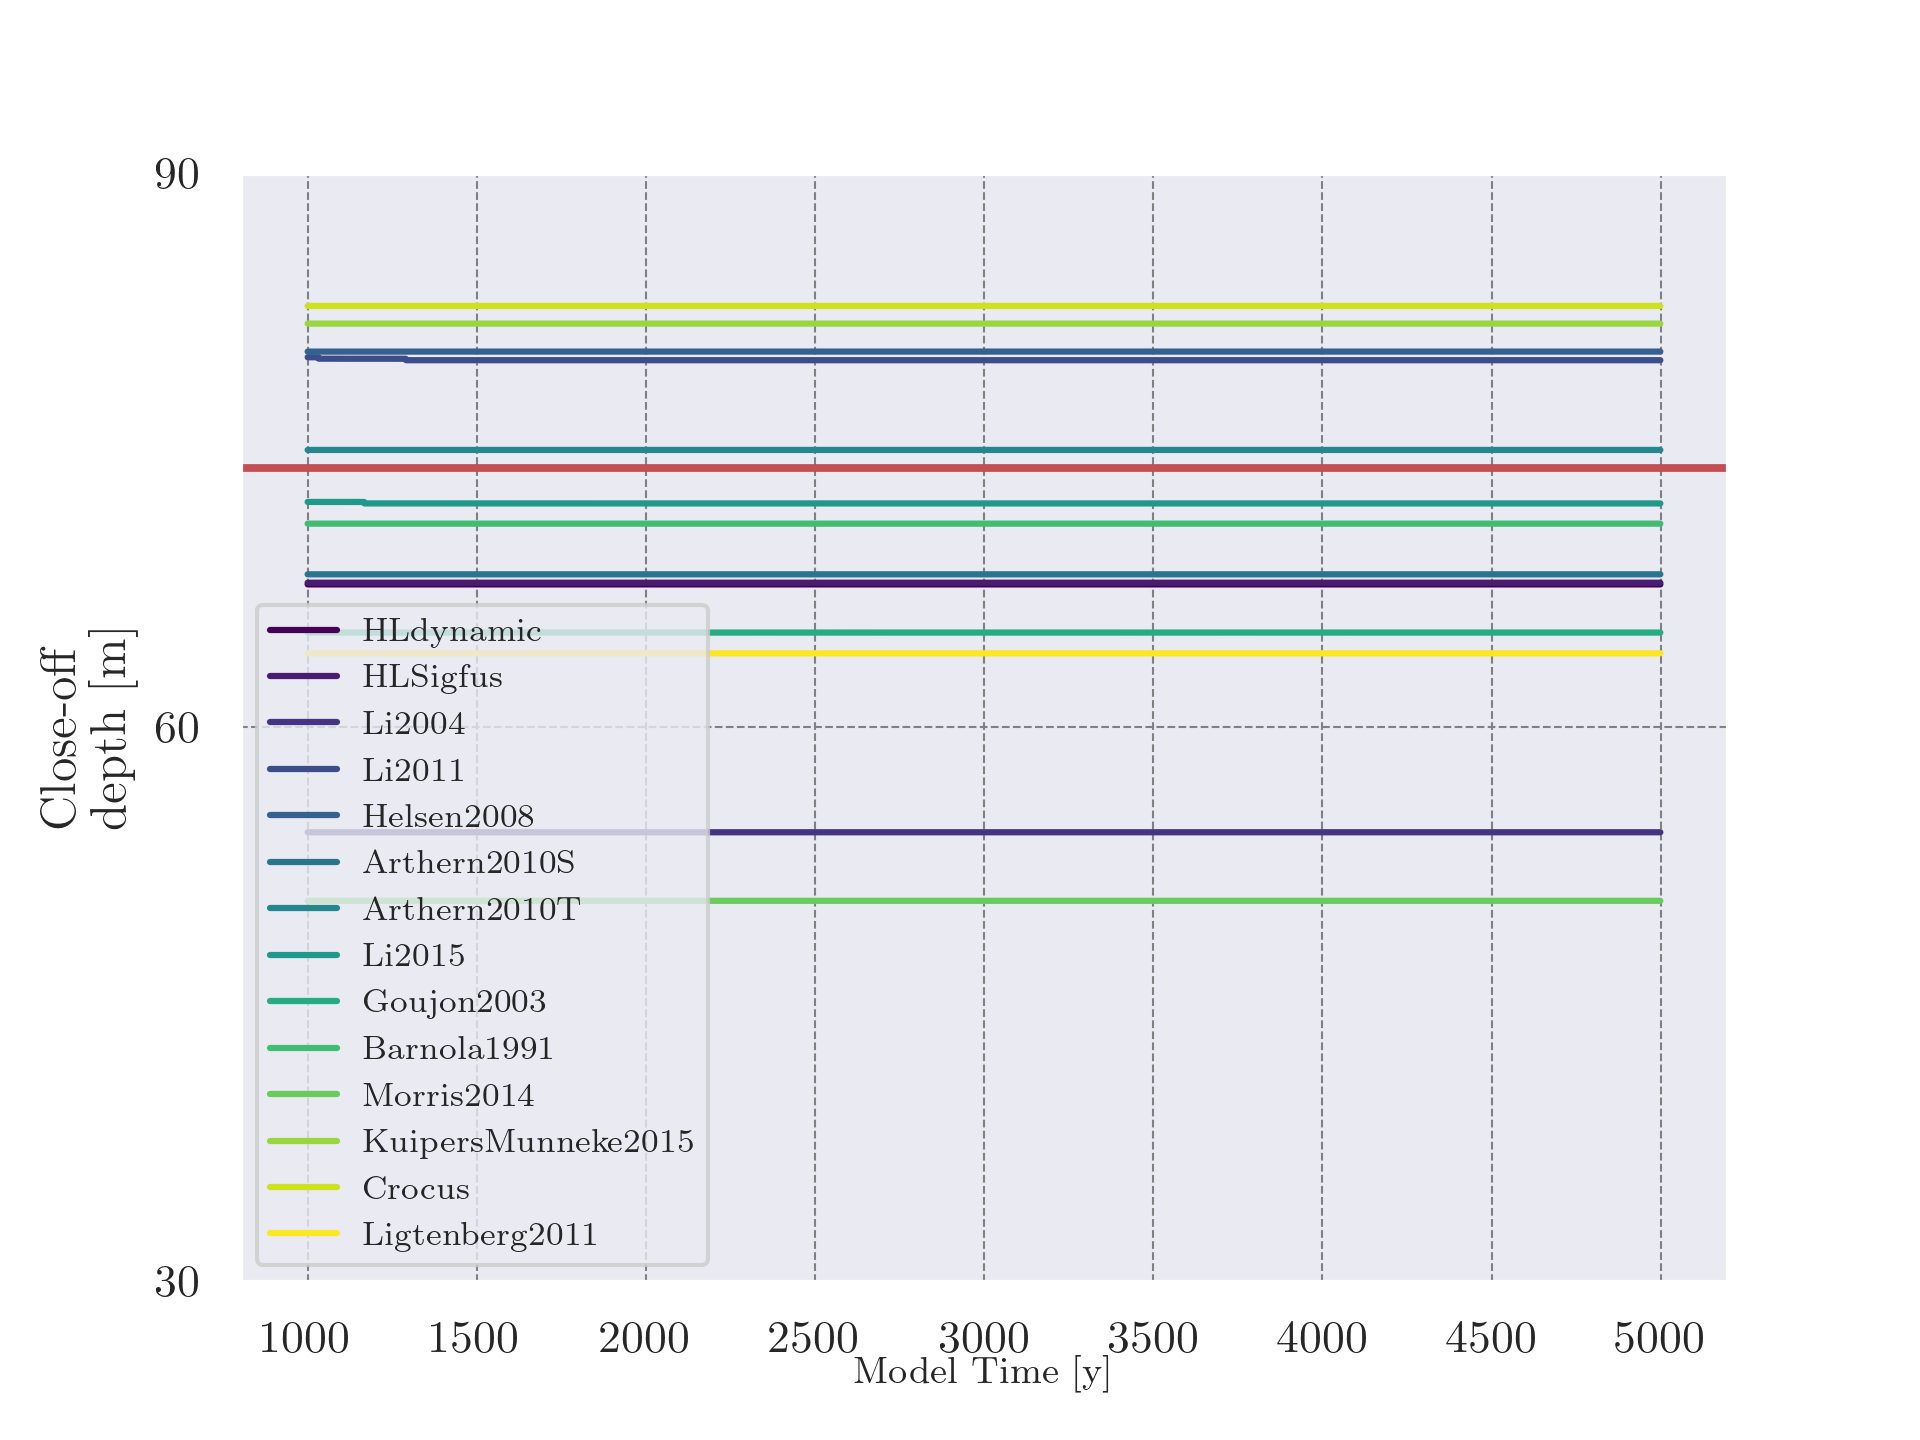 90
60
30
Close-off
depth [m]
HLdynamic
HLSigfus
Li2004
Li2011
Helsen2008
Arthern2010S
Arthern2010T
Li2015
Goujon2003
Barnola1991
Morris2014
KuipersMunneke2015
Crocus
Ligtenberg2011
1000 1500 2000 2500 3000 3500 4000 4500 5000
Model Time [y]